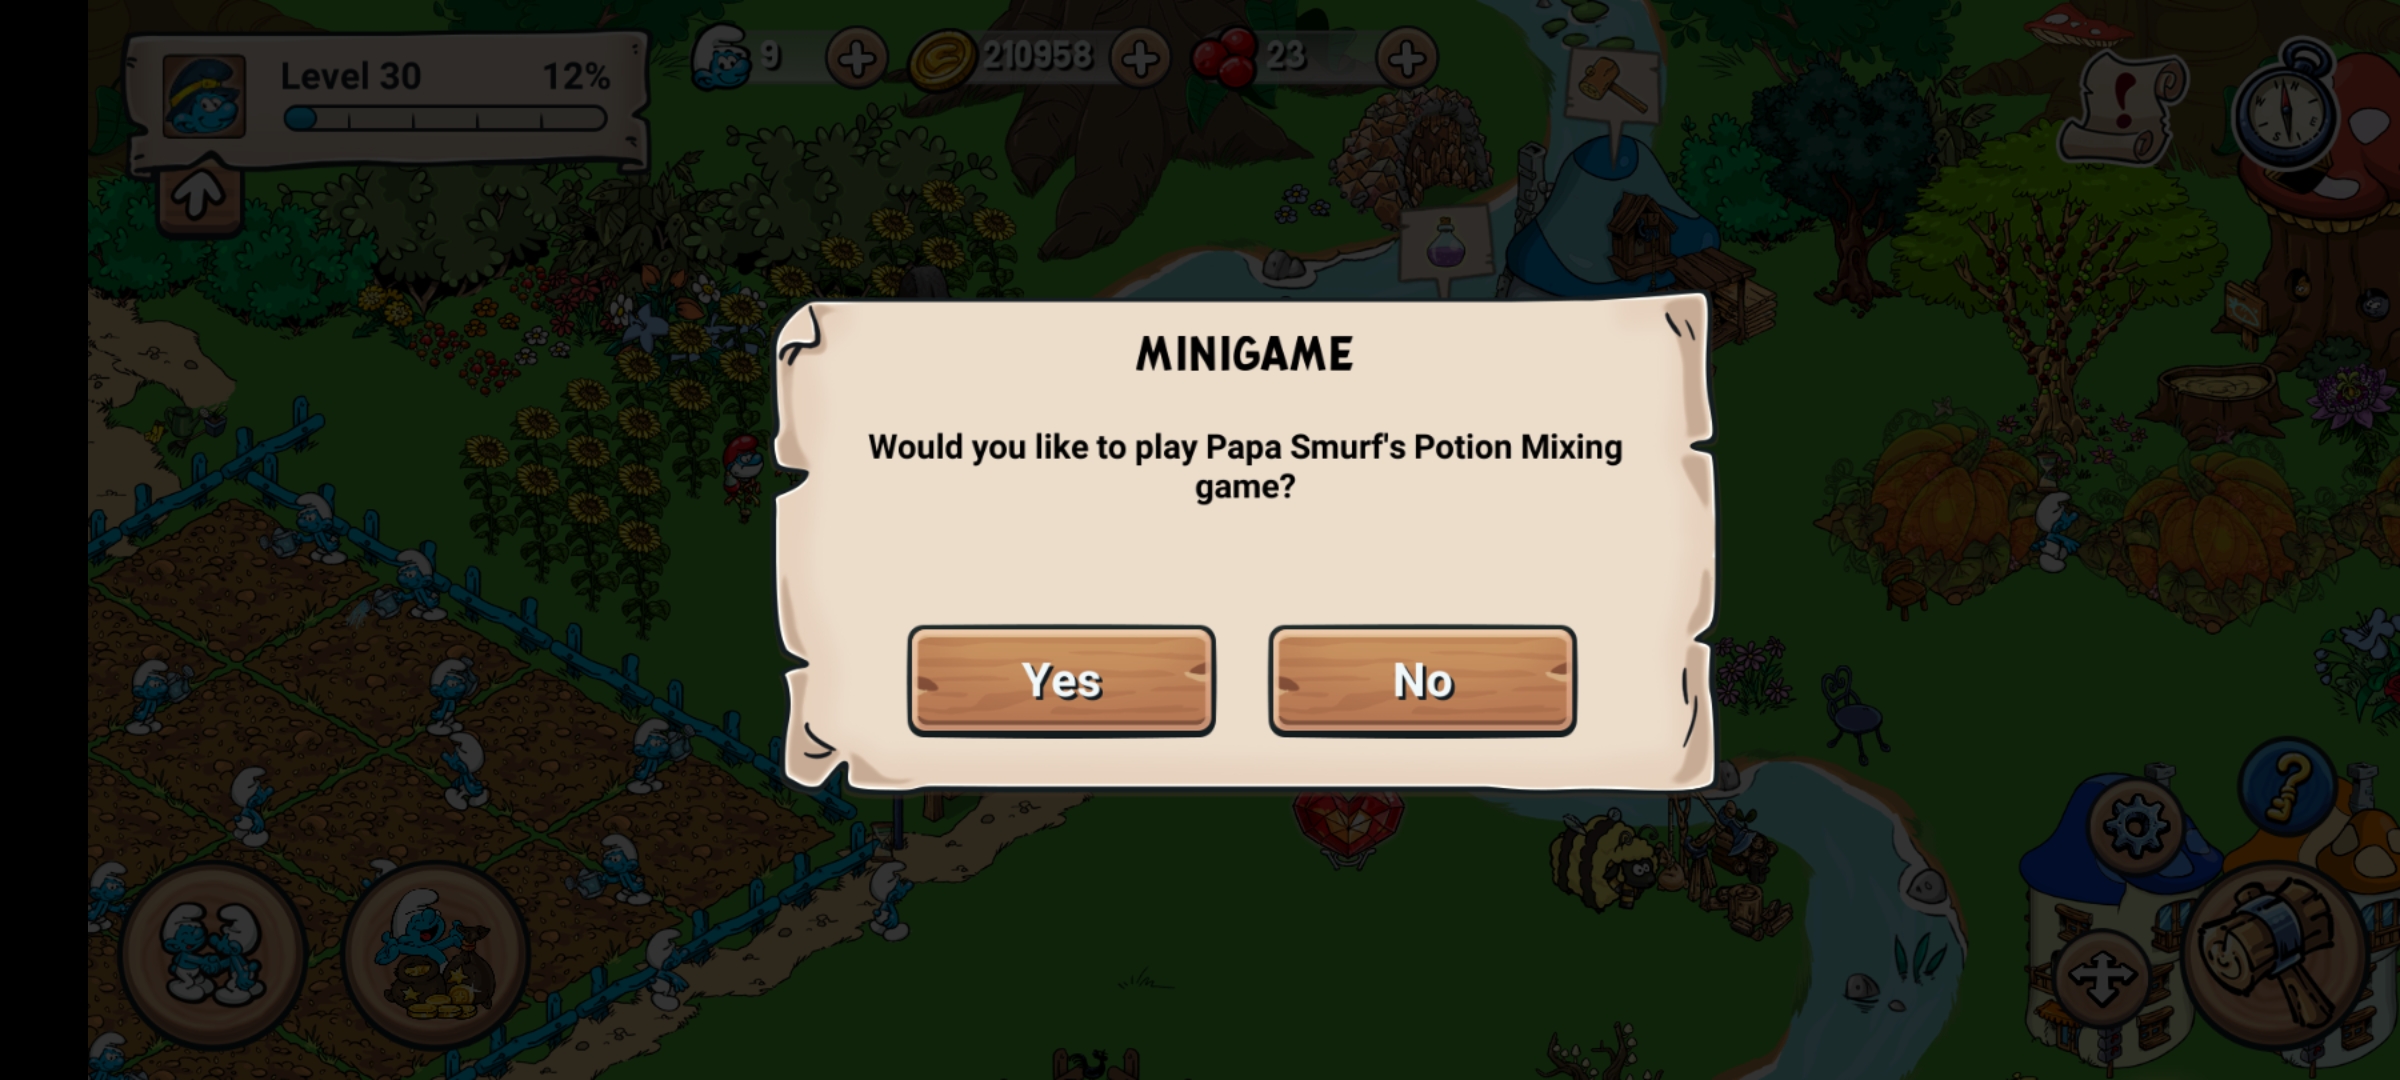 Level 30 12%
9
210958
23
MINIGAME
Would you like to play Papa Smurf's Potion Mixing
game?
Yes
No